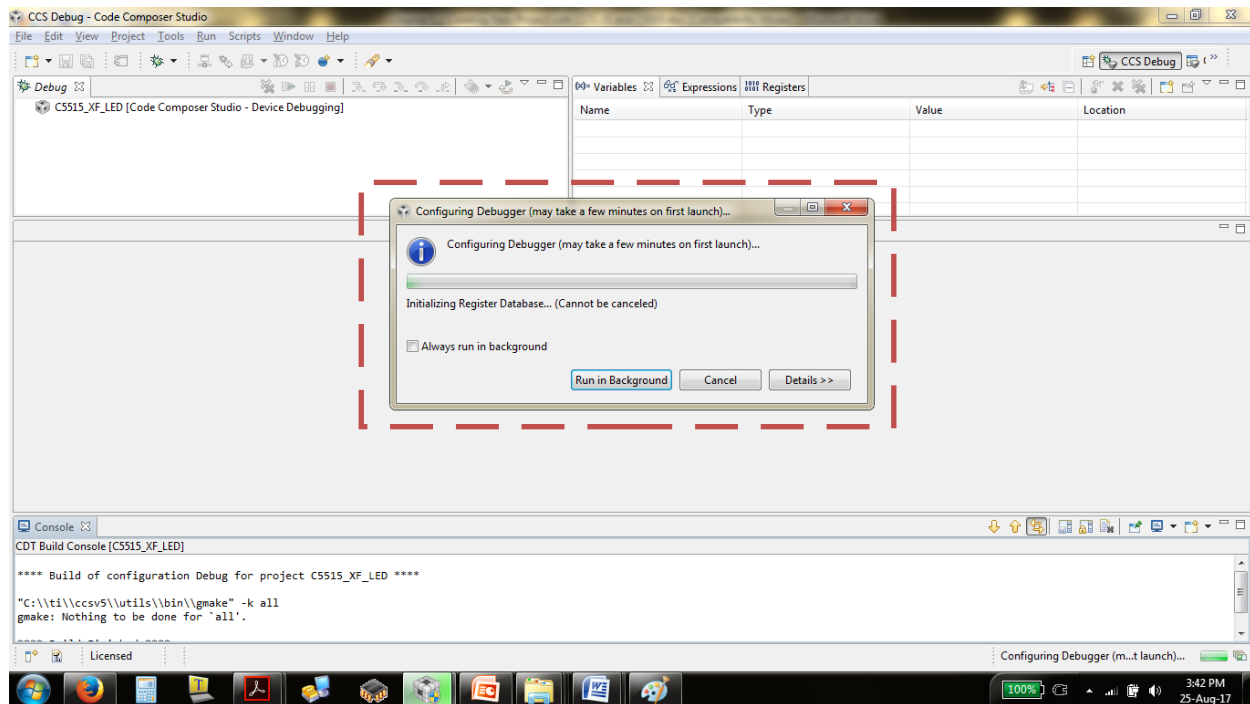 CCS Debug - Code Composer Studio
File Edit View Project Tools Run Scripts Window Help
CCS Debug
Debug
C5515_XF_LED [Code Composer Studio - Device Debugging]
(x)= Variables Expressions 1010 Registers
Name Type Value Location
Configuring Debugger (may take a few minutes on first launch)...
Configuring Debugger (may take a few minutes on first launch)...
Initializing Register Database... (Cannot be canceled)
Always run in background
Run in Background Cancel Details >>
Console
CDT Build Console [C5515_XF_LED]
**** Build of configuration Debug for project C5515_XF_LED ****
"C:\\ti\\ccsv5\\utils\\bin\\gmake" -k all
gmake: Nothing to be done for `all'.
Licensed
Configuring Debugger (m...t launch)...
100%
3:42 PM
25-Aug-17